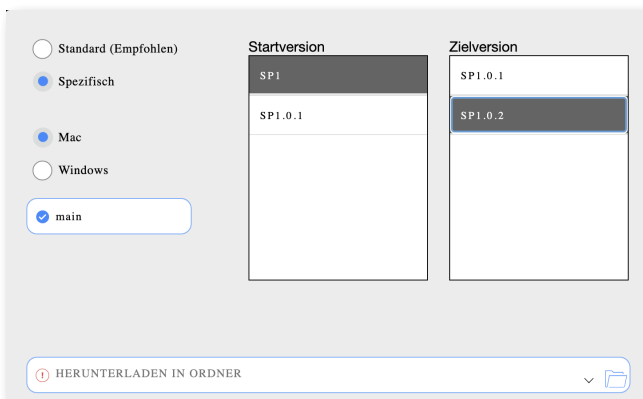 Standard (Empfohlen)
Spezifisch
Mac
Windows
main
Startversion
SP1
SP1.0.1
Zielversion
SP1.0.1
SP1.0.2
HERUNTERLADEN IN ORDNER